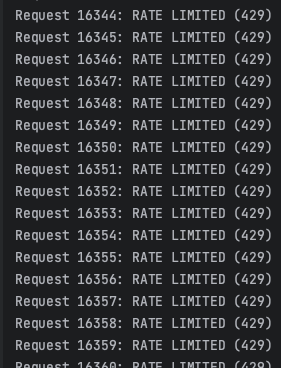 Request 16344: RATE LIMITED (429)
Request 16345: RATE LIMITED (429)
Request 16346: RATE LIMITED (429)
Request 16347: RATE LIMITED (429)
Request 16348: RATE LIMITED (429)
Request 16349: RATE LIMITED (429)
Request 16350: RATE LIMITED (429)
Request 16351: RATE LIMITED (429)
Request 16352: RATE LIMITED (429)
Request 16353: RATE LIMITED (429)
Request 16354: RATE LIMITED (429)
Request 16355: RATE LIMITED (429)
Request 16356: RATE LIMITED (429)
Request 16357: RATE LIMITED (429)
Request 16358: RATE LIMITED (429)
Request 16359: RATE LIMITED (429)
Request 16360: RATE LIMITED (429)